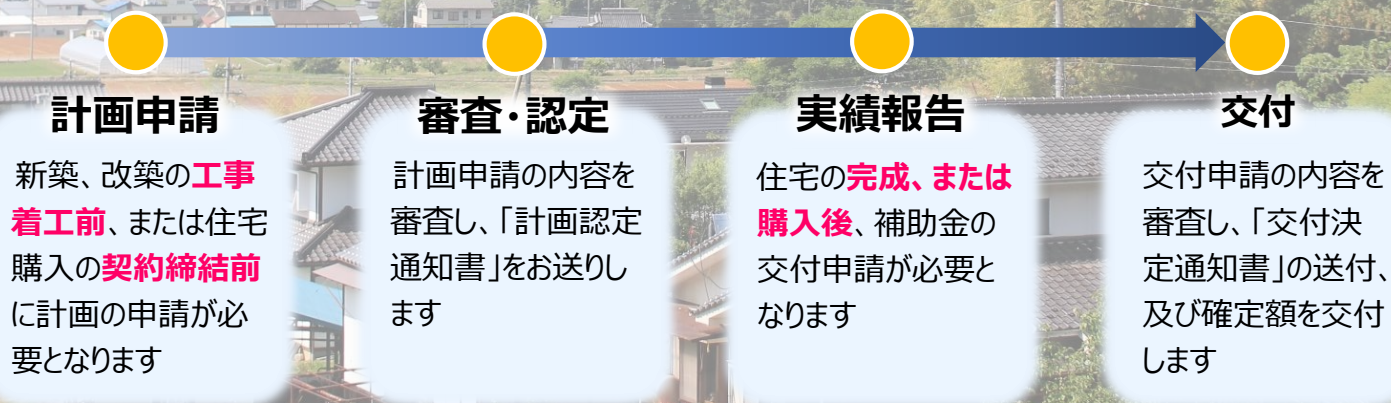 計画申請
新築、改築の工事
着工前、または住宅
購入の契約締結前
に計画の申請が必
要となります
審査・認定
計画申請の内容を
審査し、「計画認定
通知書」をお送りし
ます
実績報告
住宅の完成、または
購入後、補助金の
交付申請が必要と
なります
交付
交付申請の内容を
審査し、「交付決
定通知書」の送付、
及び確定額を交付
します